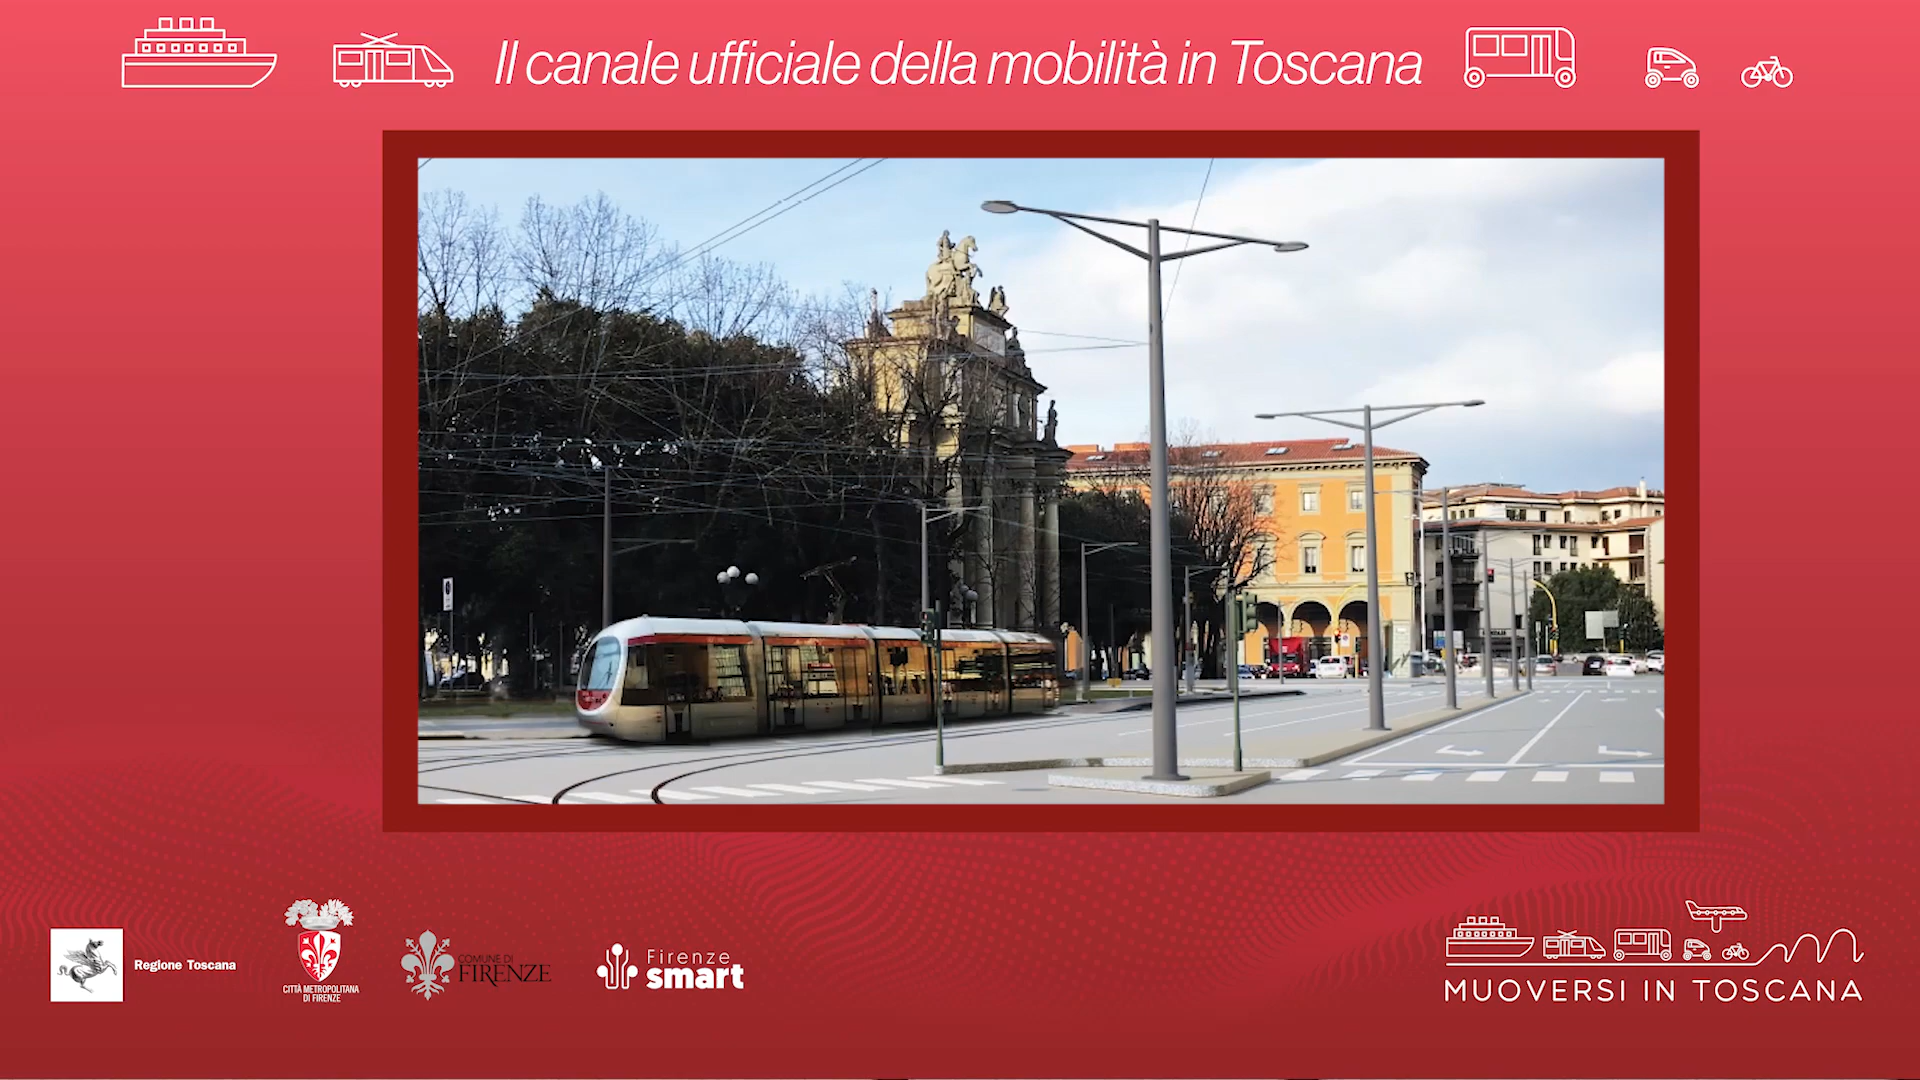 Il canale ufficiale della mobilità in Toscana
Regione Toscana
CITTÀ METROPOLITANA
DI FIRENZE
COMUNE DI
FIRENZE
Firenze
smart
MUOVERSI IN TOSCANA